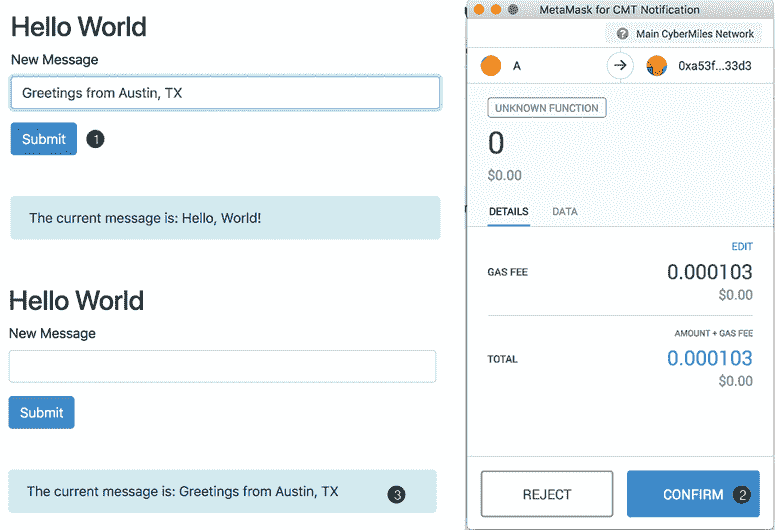 Hello World
New Message
Greetings from Austin, TX
Submit 1
The current message is: Hello, World!
Hello World
New Message
Submit
The current message is: Greetings from Austin, TX 3
MetaMask for CMT Notification
? Main CyberMiles Network
A → 0xa53f...33d3
UNKNOWN FUNCTION
0
$0.00
DETAILS DATA
EDIT
GAS FEE 0.000103
$0.00
AMOUNT + GAS FEE
TOTAL 0.000103
$0.00
REJECT CONFIRM 2